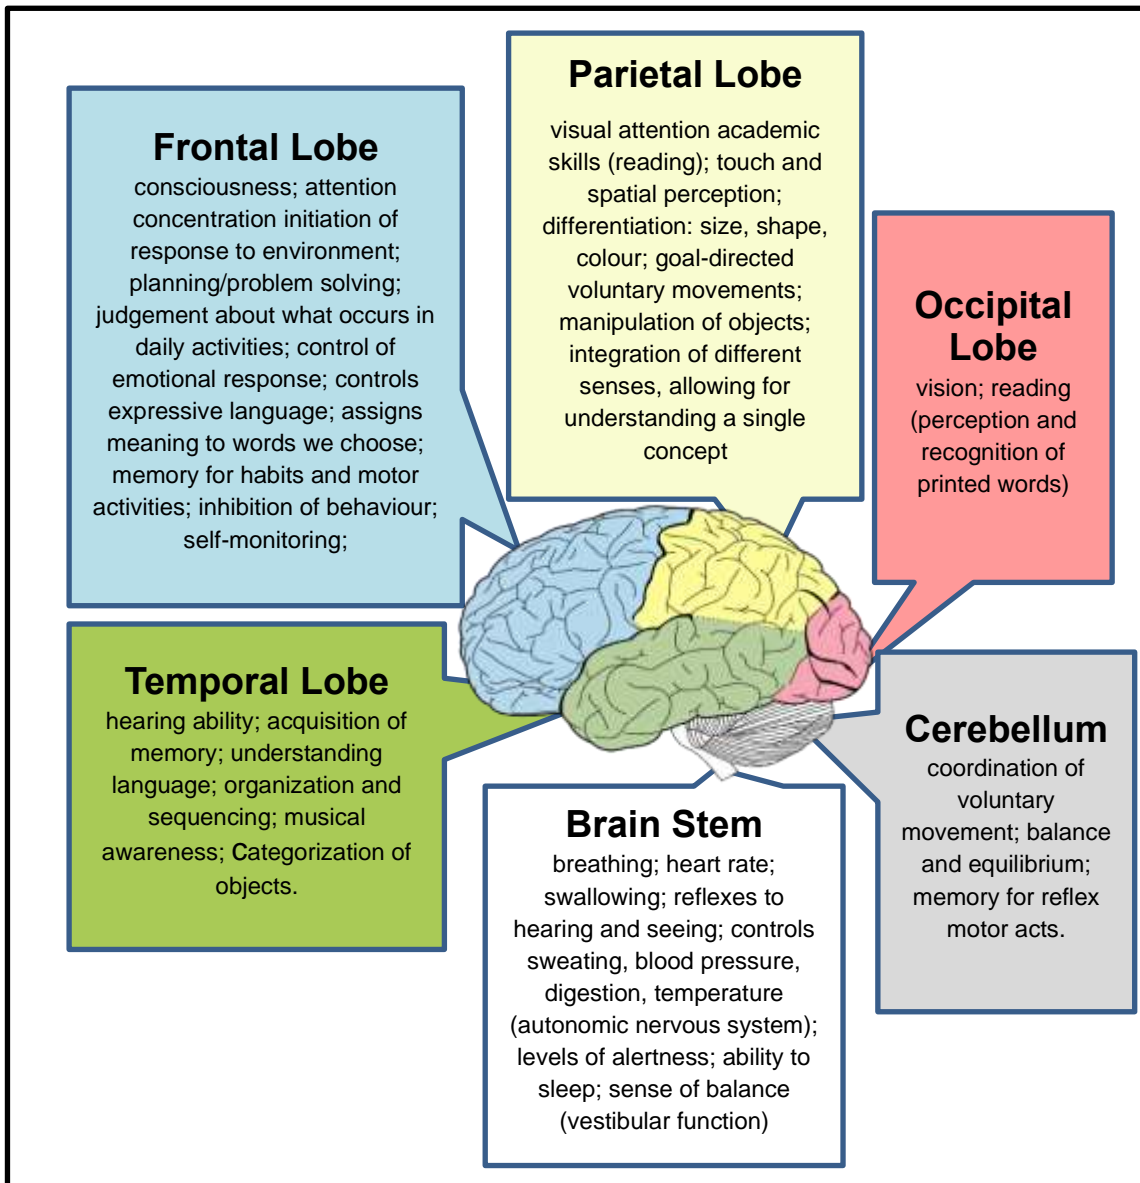 Frontal Lobe
consciousness; attention
concentration initiation of
response to environment;
planning/problem solving;
judgement about what occurs in
daily activities; control of
emotional response; controls
expressive language; assigns
meaning to words we choose;
memory for habits and motor
activities; inhibition of behaviour;
self-monitoring;
Parietal Lobe
visual attention academic
skills (reading); touch and
spatial perception;
differentiation: size, shape,
colour; goal-directed
voluntary movements;
manipulation of objects;
integration of different
senses, allowing for
understanding a single
concept
Occipital
Lobe
vision; reading
(perception and
recognition of
printed words)
Temporal Lobe
hearing ability; acquisition of
memory; understanding
language; organization and
sequencing; musical
awareness; Categorization of
objects.
Brain Stem
breathing; heart rate;
swallowing; reflexes to
hearing and seeing; controls
sweating, blood pressure,
digestion, temperature
(autonomic nervous system);
levels of alertness; ability to
sleep; sense of balance
(vestibular function)
Cerebellum
coordination of
voluntary
movement; balance
and equilibrium;
memory for reflex
motor acts.